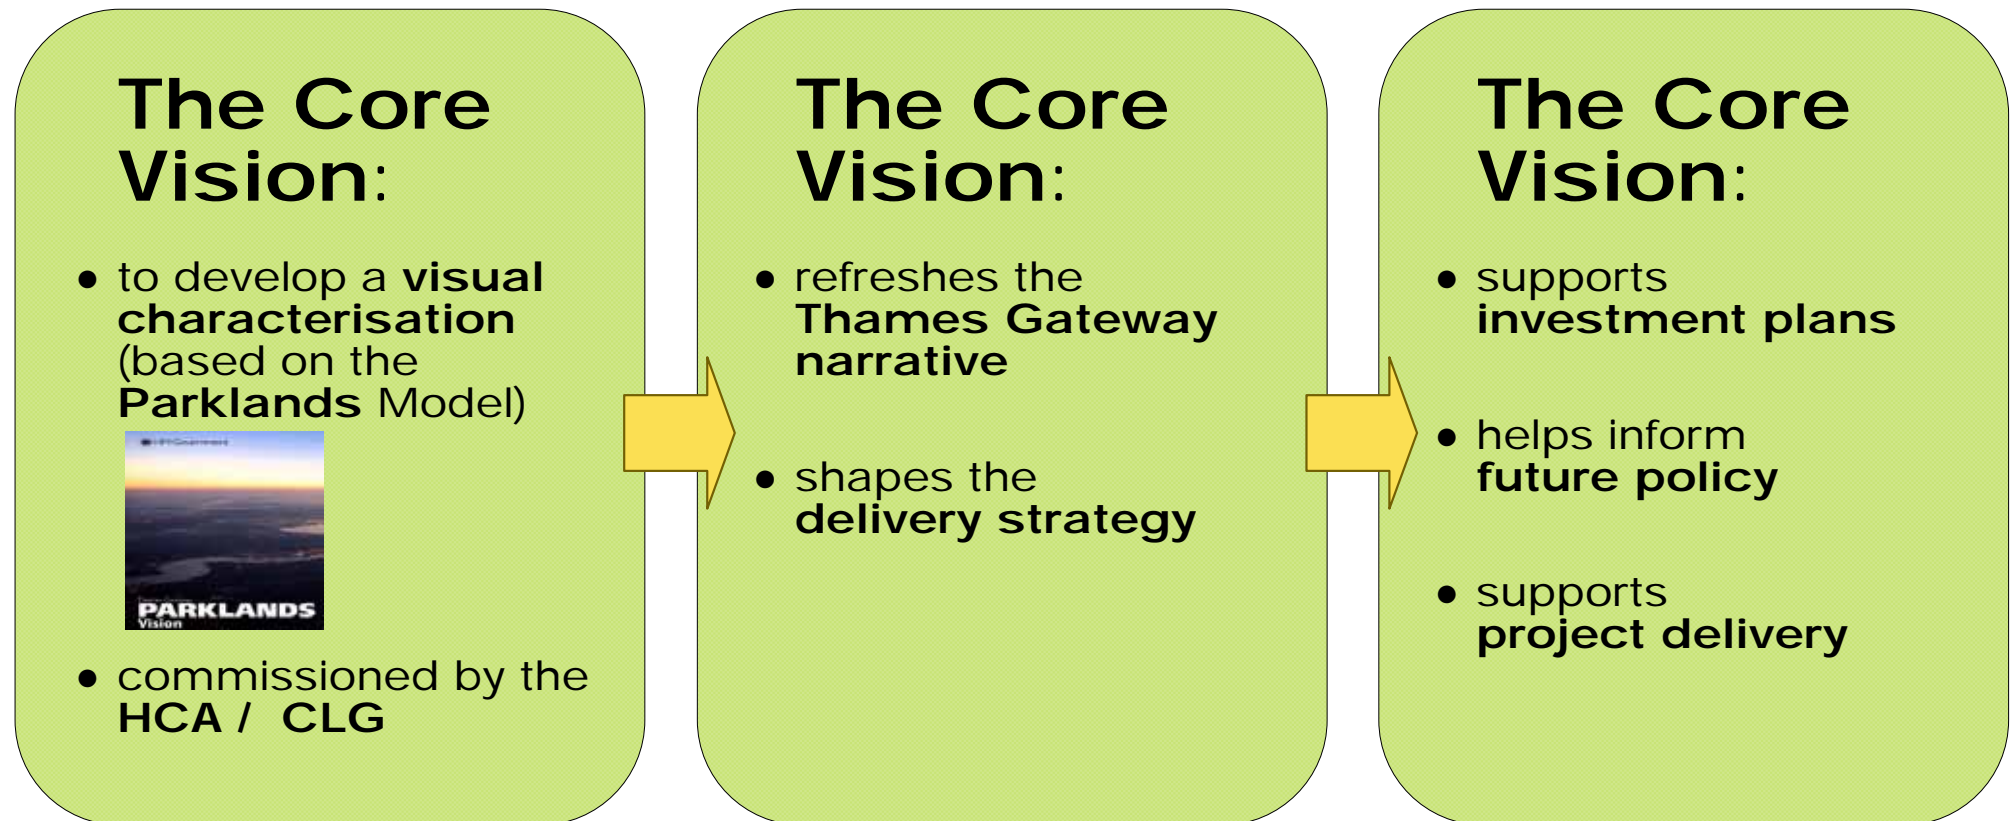 The Core
Vision:
● to develop a visual
characterisation
(based on the
Parklands Model)
PARKLANDS
Vision
● commissioned by the
HCA / CLG
The Core
Vision:
● refreshes the
Thames Gateway
narrative
● shapes the
delivery strategy
The Core
Vision:
● supports
investment plans
● helps inform
future policy
● supports
project delivery